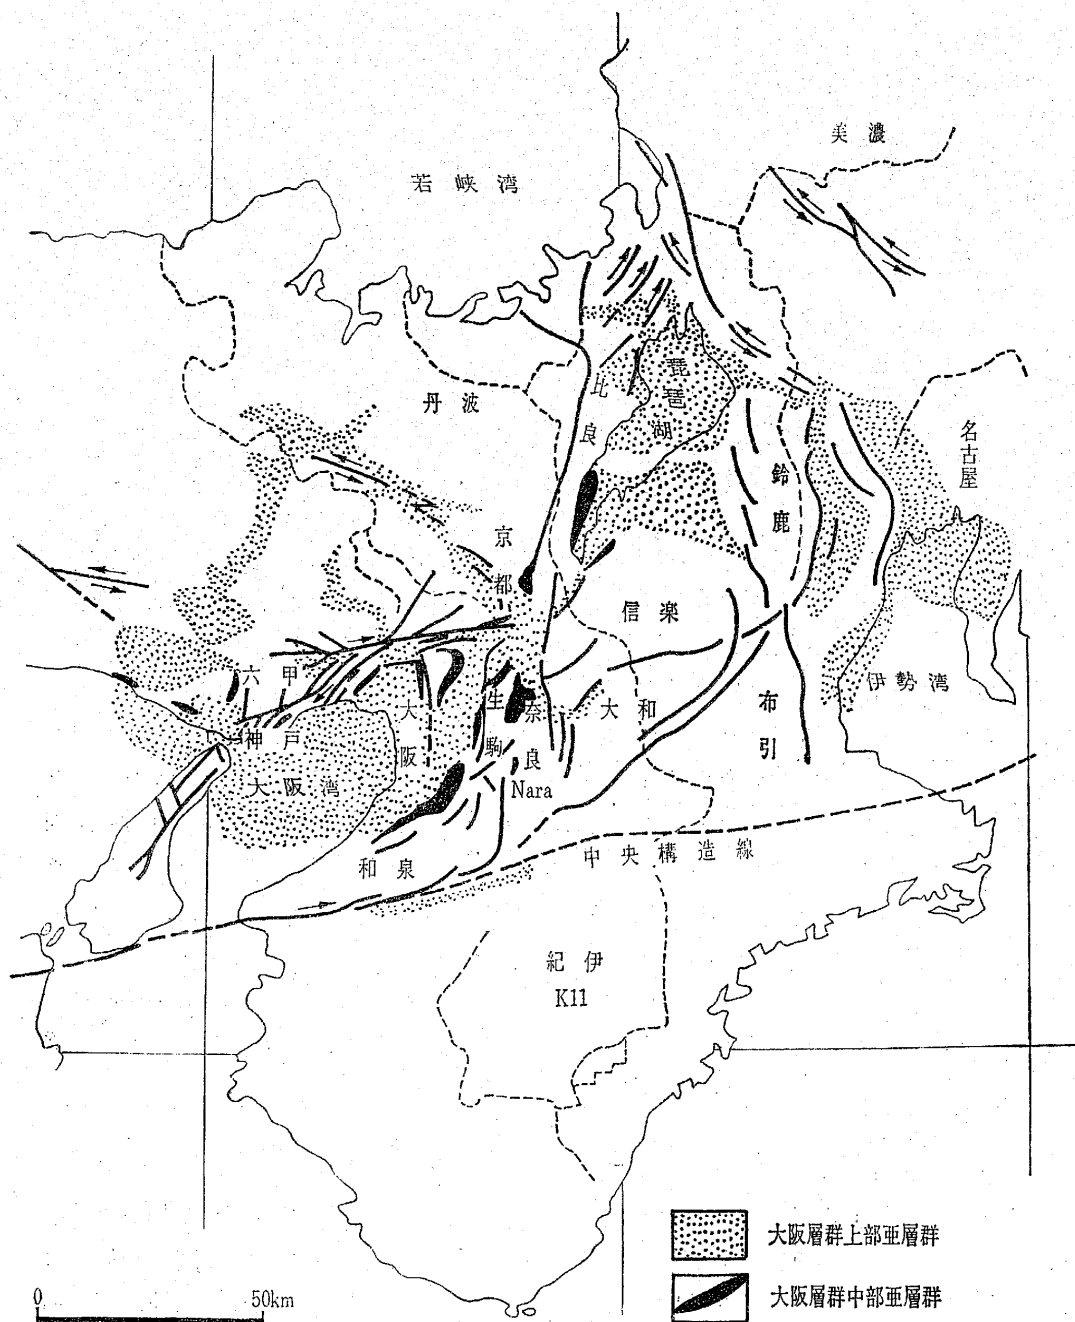 美濃
若峡湾
琵琶湖
比良
丹波
名古屋
鈴鹿
京都
信楽
六甲
伊勢湾
大阪
生駒
奈良
大和
布引
神戸
大阪湾
Nara
中央構造線
和泉
紀伊
K11
大阪層群上部亜層群
大阪層群中部亜層群
0 50km